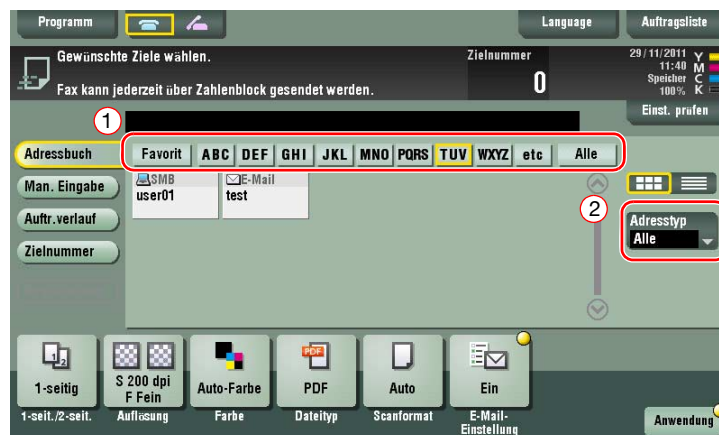 Programm
Language
Auftragsliste
Gewünschte Ziele wählen.
Fax kann jederzeit über Zahlenblock gesendet werden.
Zielnummer
0
29/11/2011
11:40
Speicher
100%
Y
M
C
K
Einst. prüfen
1
Adressbuch
Favorit ABC DEF GHI JKL MNO PQRS TUV WXYZ etc Alle
Man. Eingabe
Auftr.verlauf
Zielnummer
SMB
user01
E-Mail
test
2
Adresstyp
Alle
1 2
1-seitig
1-seit./2-seit.
S 200 dpi
F Fein
Auflösung
Auto-Farbe
Farbe
PDF
PDF
Dateityp
Auto
Scanformat
Ein
E-Mail-
Einstellung
Anwendung